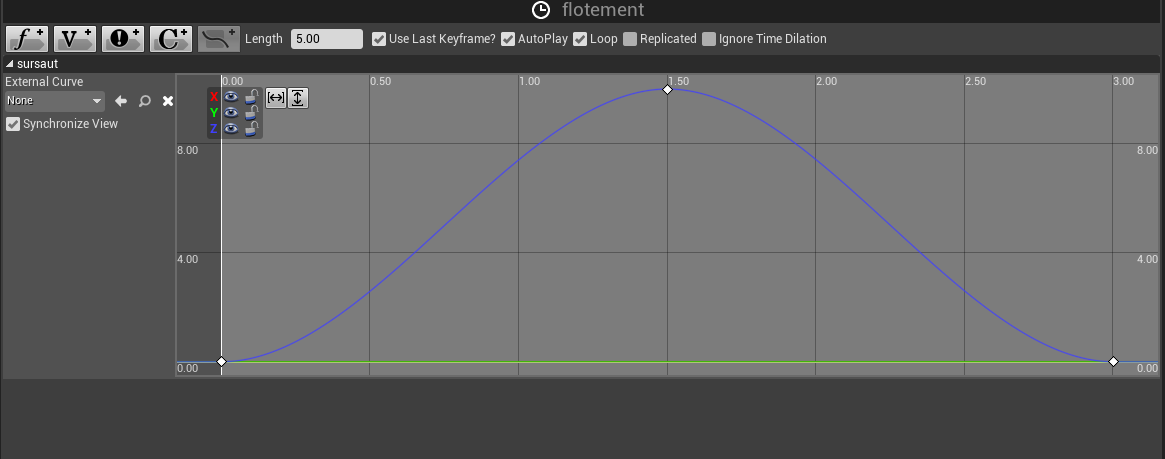 flotement
f+ V+ !+ C+ + Length 5.00 Use Last Keyframe? AutoPlay Loop Replicated Ignore Time Dilation
sursaut
External Curve
None
Synchronize View
0.00 0.50 1.00 1.50 2.00 2.50 3.00
X
Y
Z
8.00 8.00
4.00 4.00
0.00 0.00